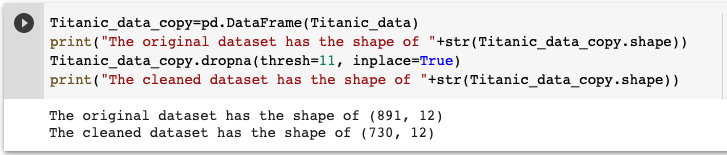 Titanic_data_copy=pd.DataFrame(Titanic_data)
print("The original dataset has the shape of "+str(Titanic_data_copy.shape))
Titanic_data_copy.dropna(thresh=11, inplace=True)
print("The cleaned dataset has the shape of "+str(Titanic_data_copy.shape))
The original dataset has the shape of (891, 12)
The cleaned dataset has the shape of (730, 12)